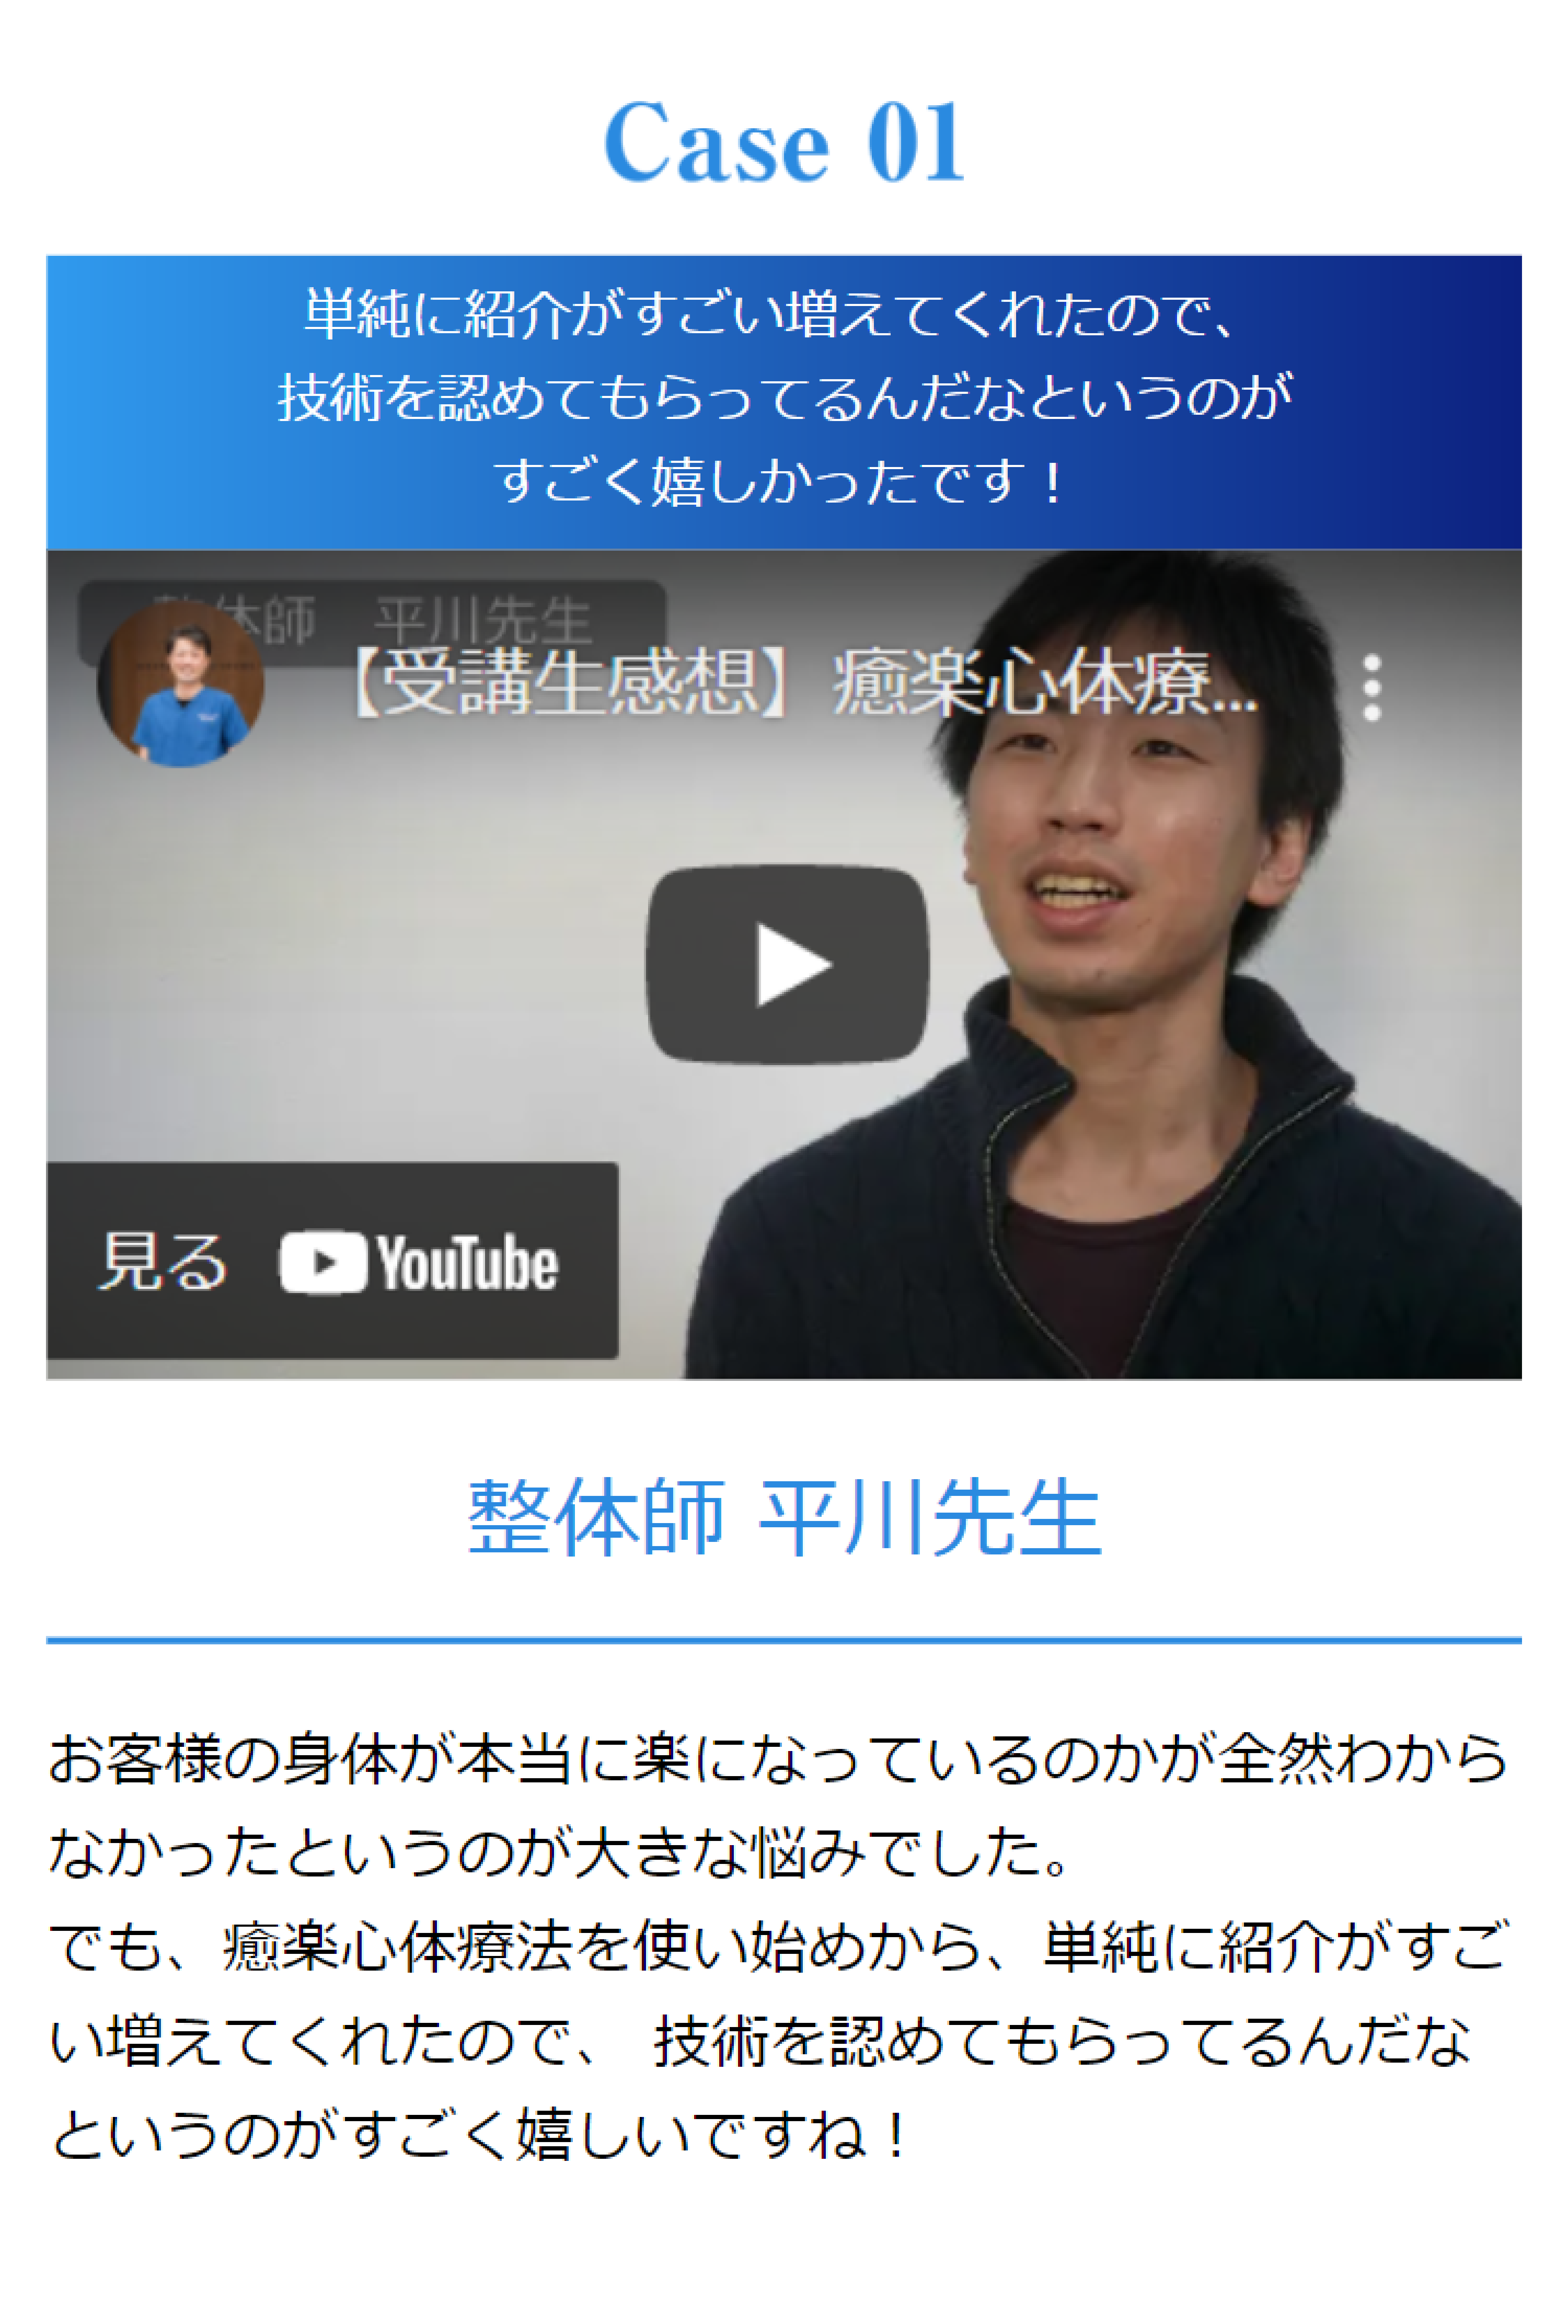 Case 01
単純に紹介がすごい増えてくれたので、
技術を認めてもらってるんだなというのが
すごく嬉しかったです！
整体師　平川先生
【受講生感想】癒楽心体療...
見る YouTube
整体師 平川先生
お客様の身体が本当に楽になっているのかが全然わから
なかったというのが大きな悩みでした。
でも、癒楽心体療法を使い始めから、単純に紹介がすご
い増えてくれたので、 技術を認めてもらってるんだな
というのがすごく嬉しいですね！